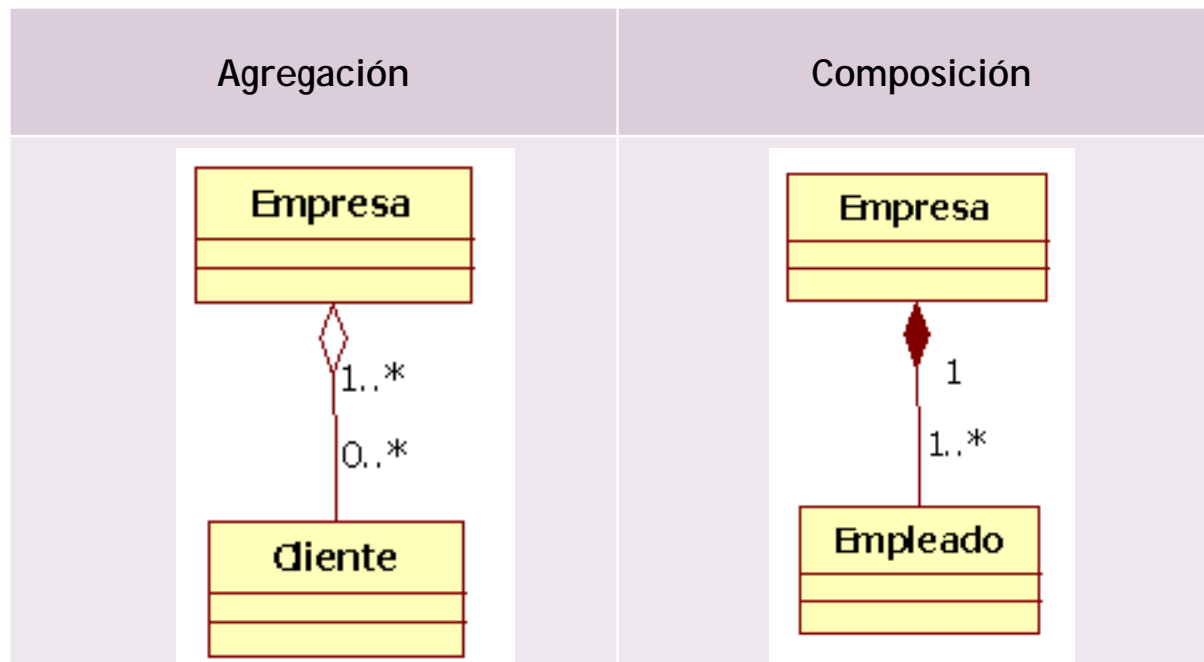 Agregación
Composición
Empresa
1..*
0..*
Cliente
Empresa
1
1..*
Empleado